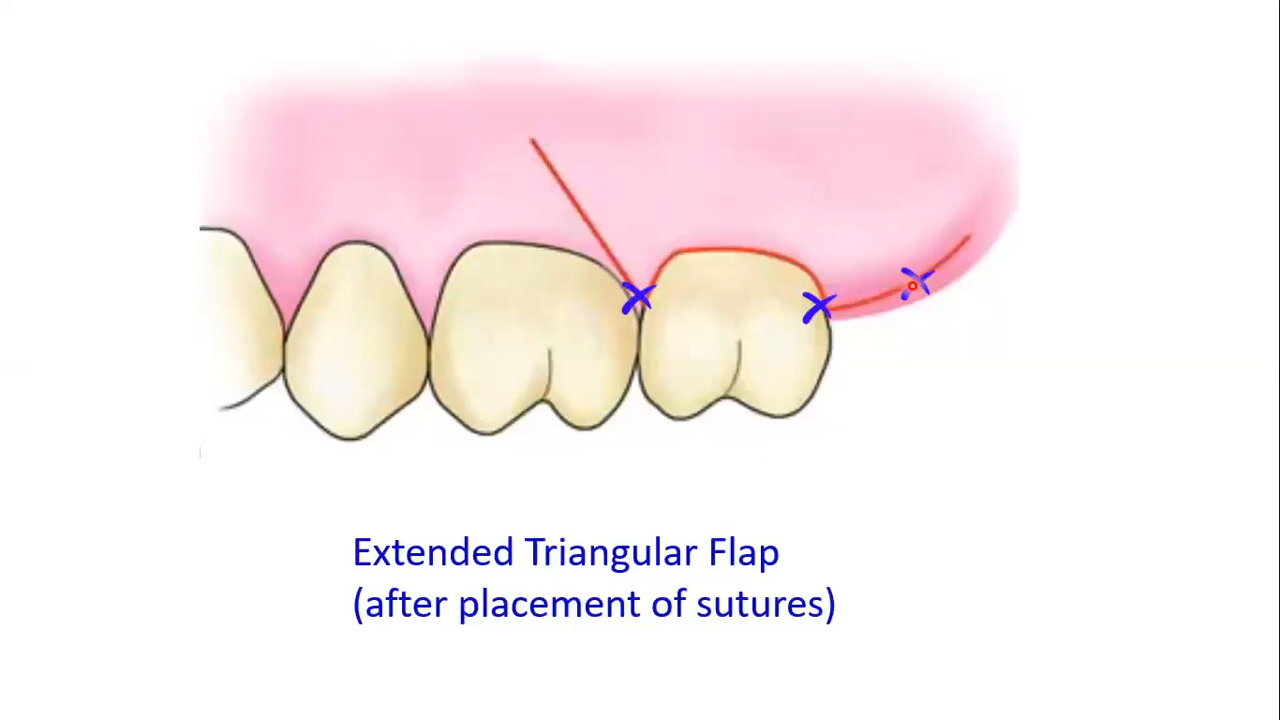 Extended Triangular Flap
(after placement of sutures)